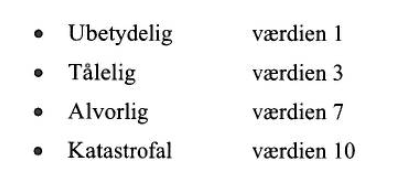 • Ubetydelig værdien 1
• Tålelig værdien 3
• Alvorlig værdien 7
• Katastrofal værdien 10